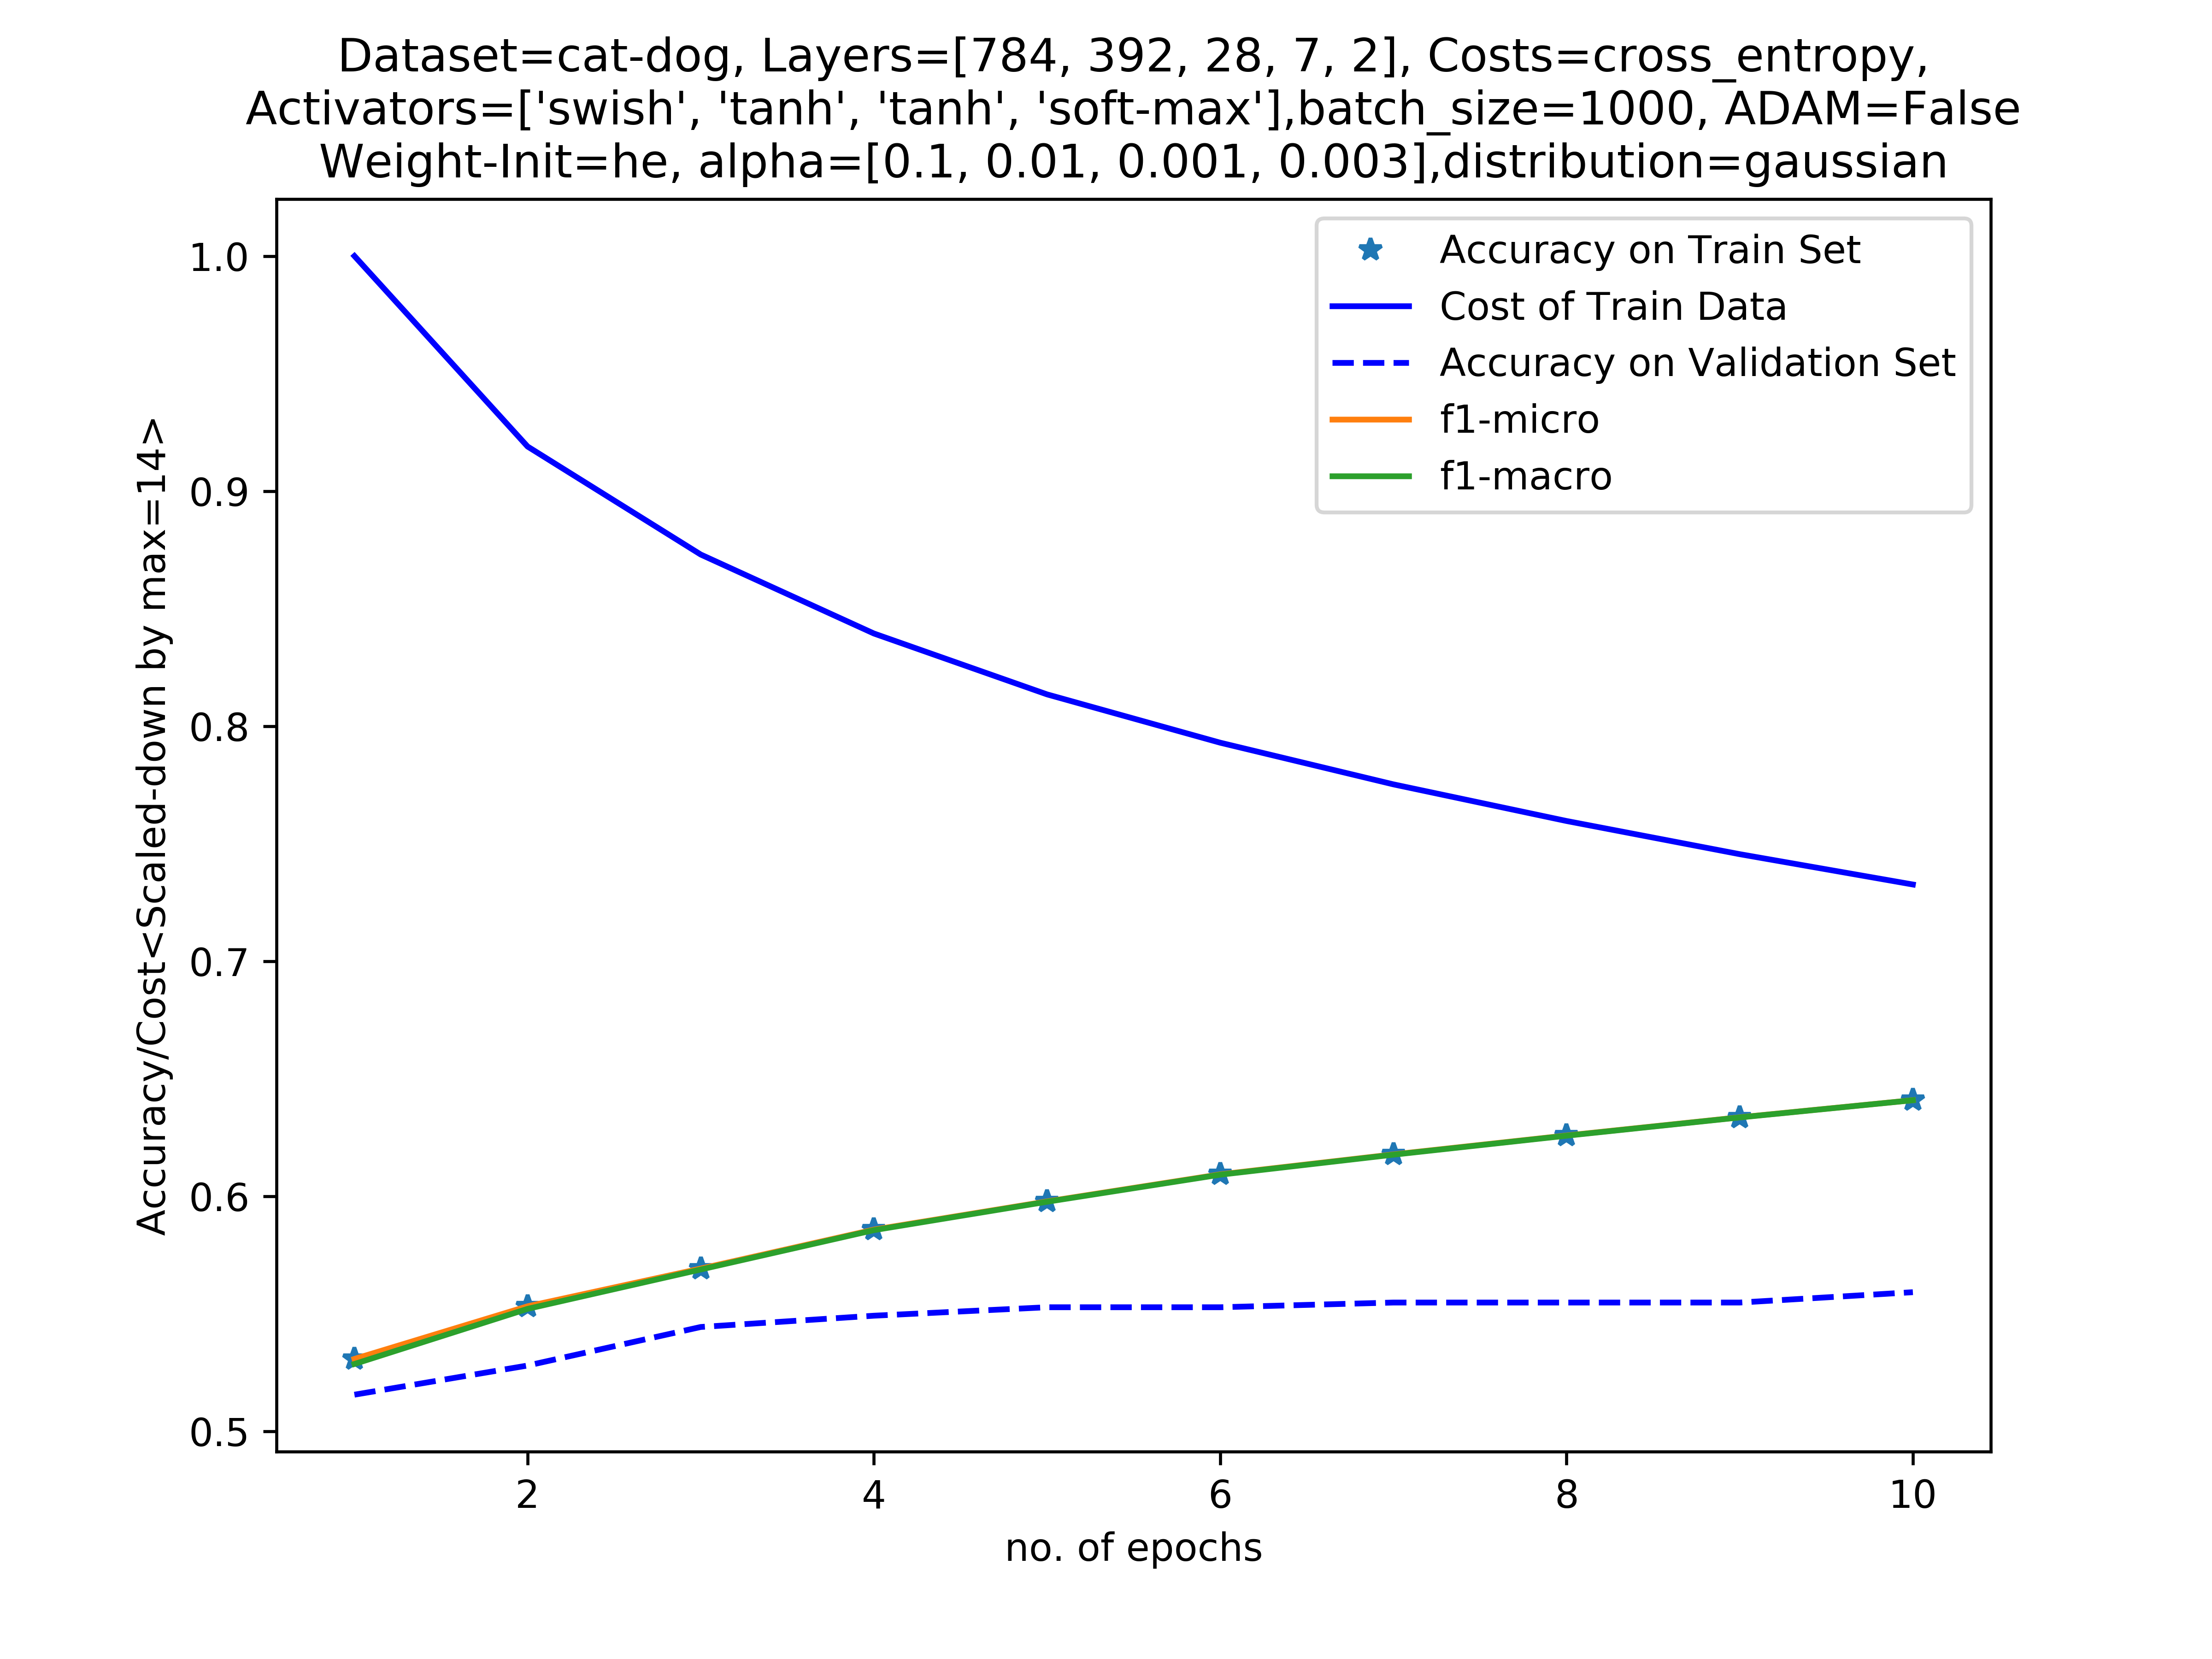 Dataset=cat-dog, Layers=[784, 392, 28, 7, 2], Costs=cross_entropy,
Activators=['swish', 'tanh', 'tanh', 'soft-max'],batch_size=1000, ADAM=False
Weight-Init=he, alpha=[0.1, 0.01, 0.001, 0.003],distribution=gaussian
Accuracy on Train Set
Cost of Train Data
Accuracy on Validation Set
f1-micro
f1-macro
Accuracy/Cost<Scaled-down by max=14>
1.0
0.9
0.8
0.7
0.6
0.5
2 4 6 8 10
no. of epochs